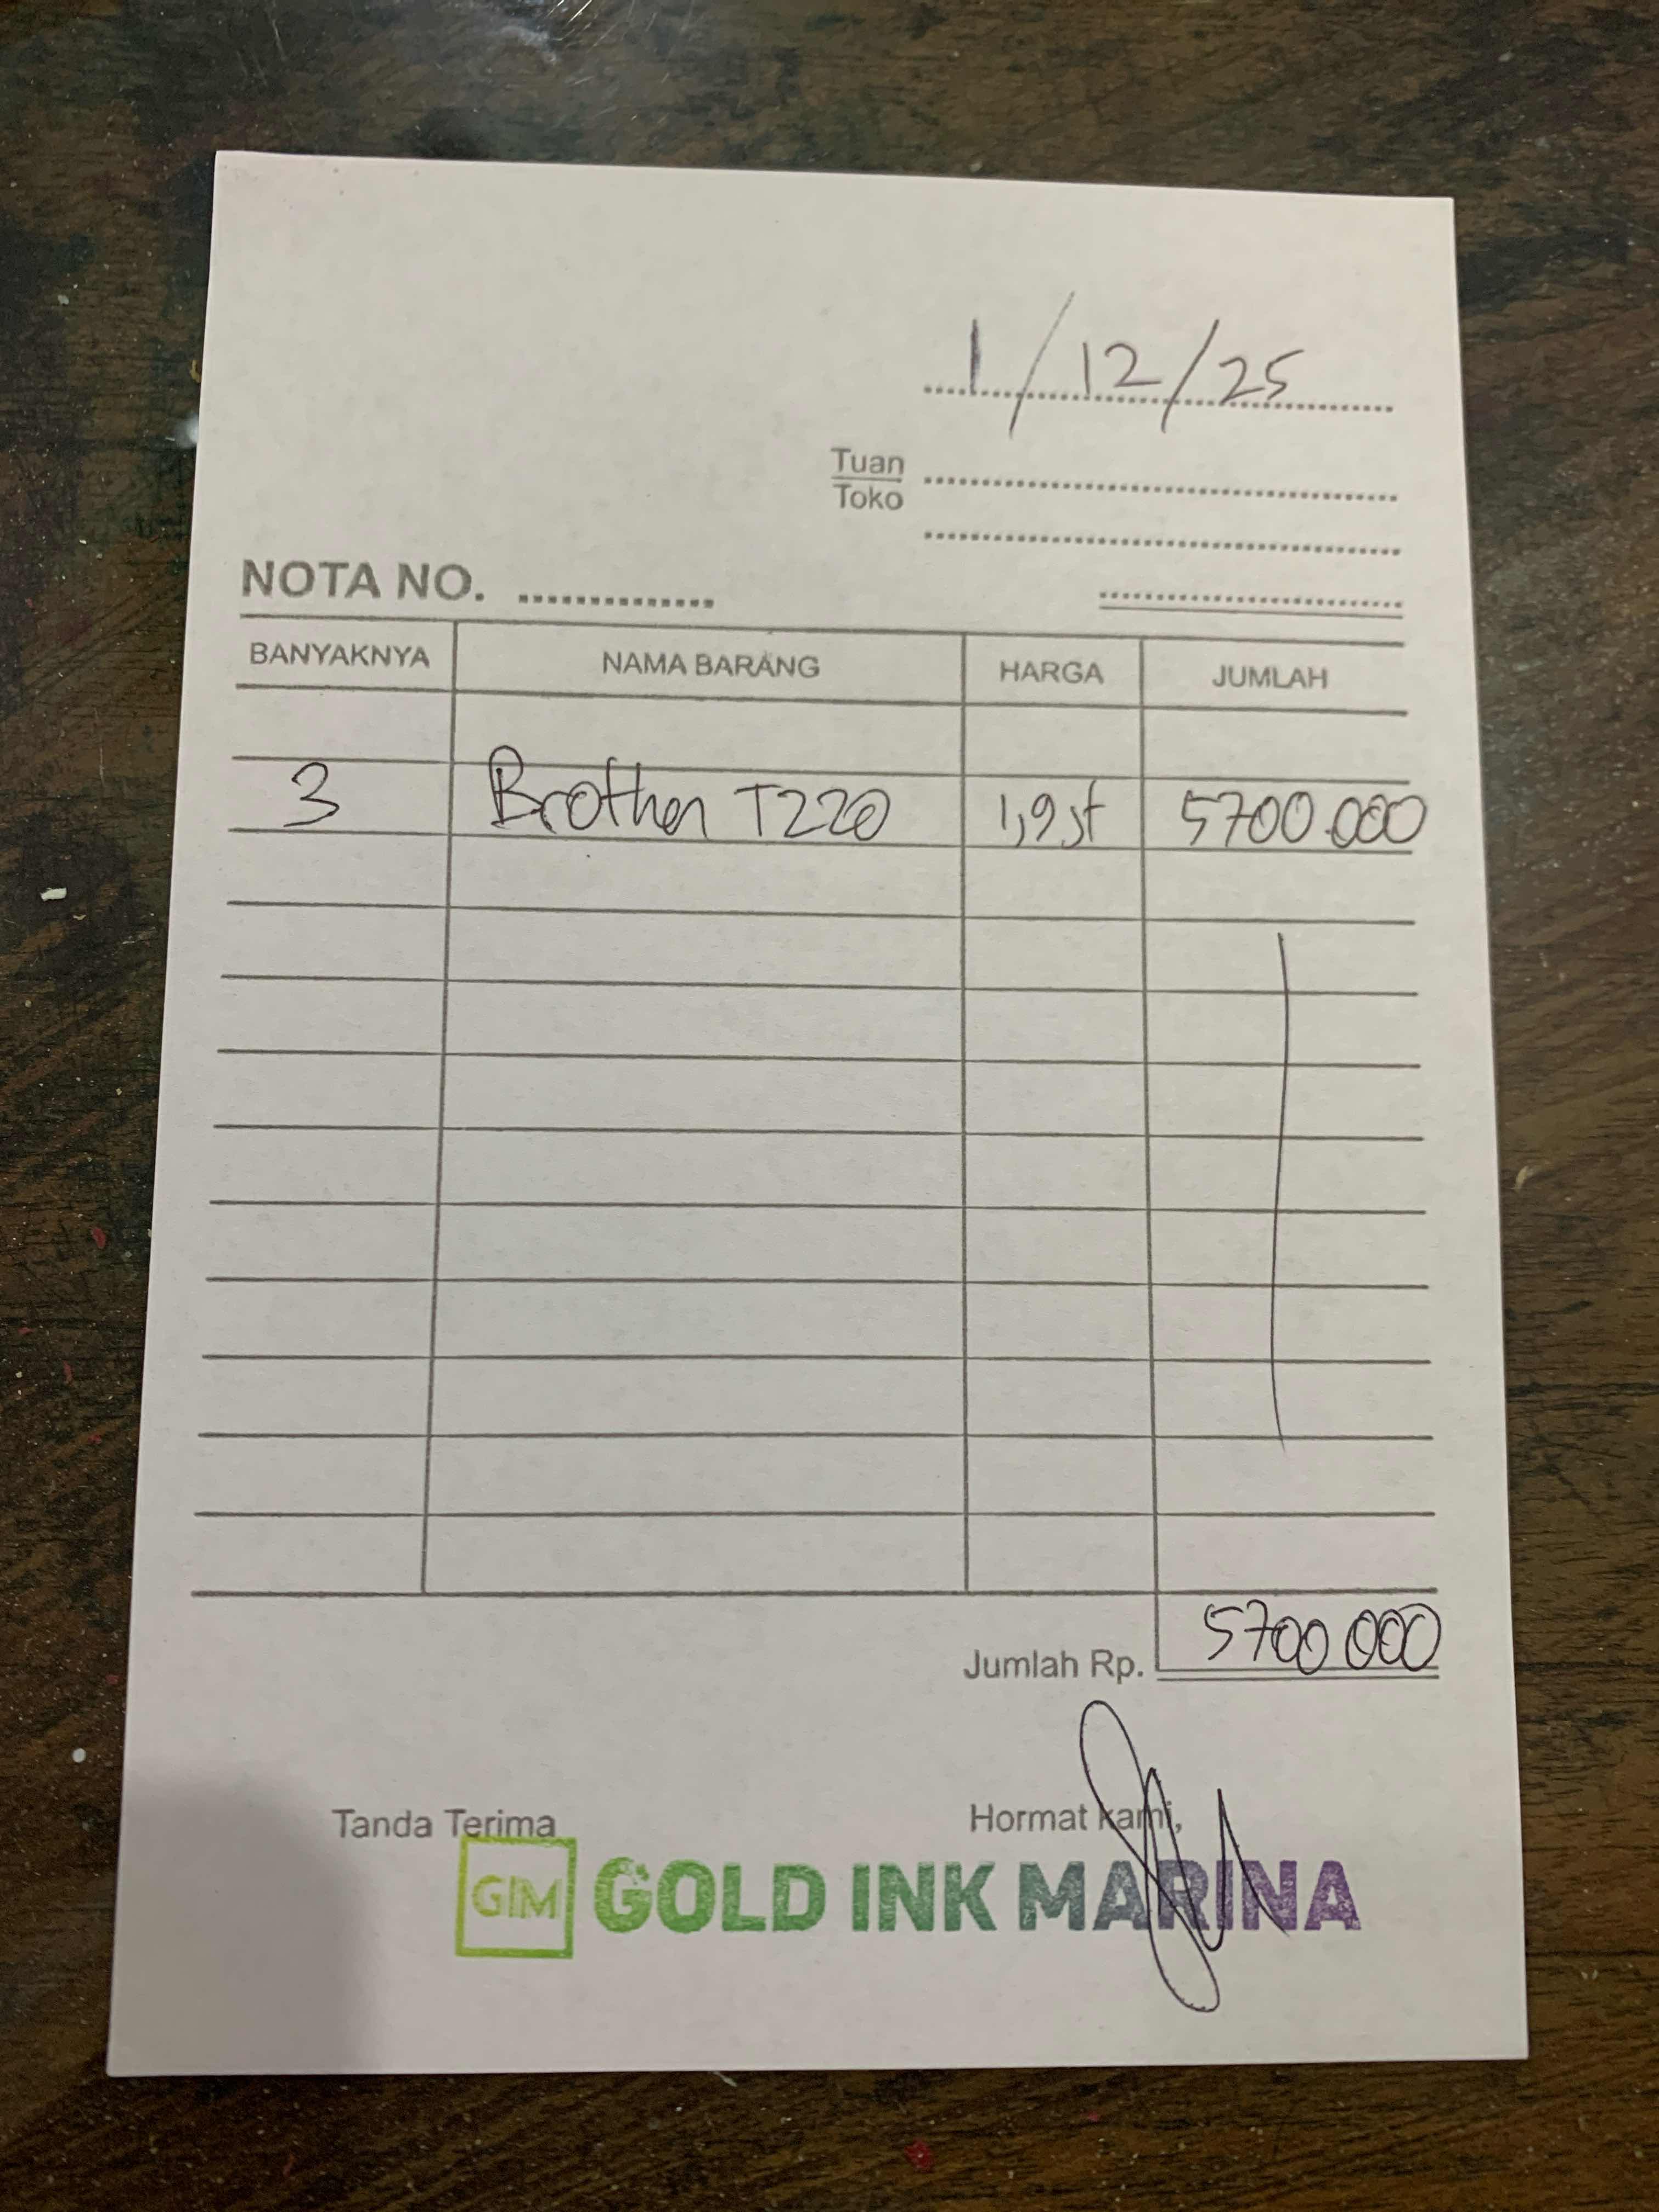 1/12/25
Tuan
Toko
NOTA NO.
BANYAKNYA NAMA BARANG HARGA JUMLAH
3 Brother T220 1,9 jt 5700.000
Jumlah Rp. 5700 000
Tanda Terima Hormat kami,
GIM GOLD INK MARINA